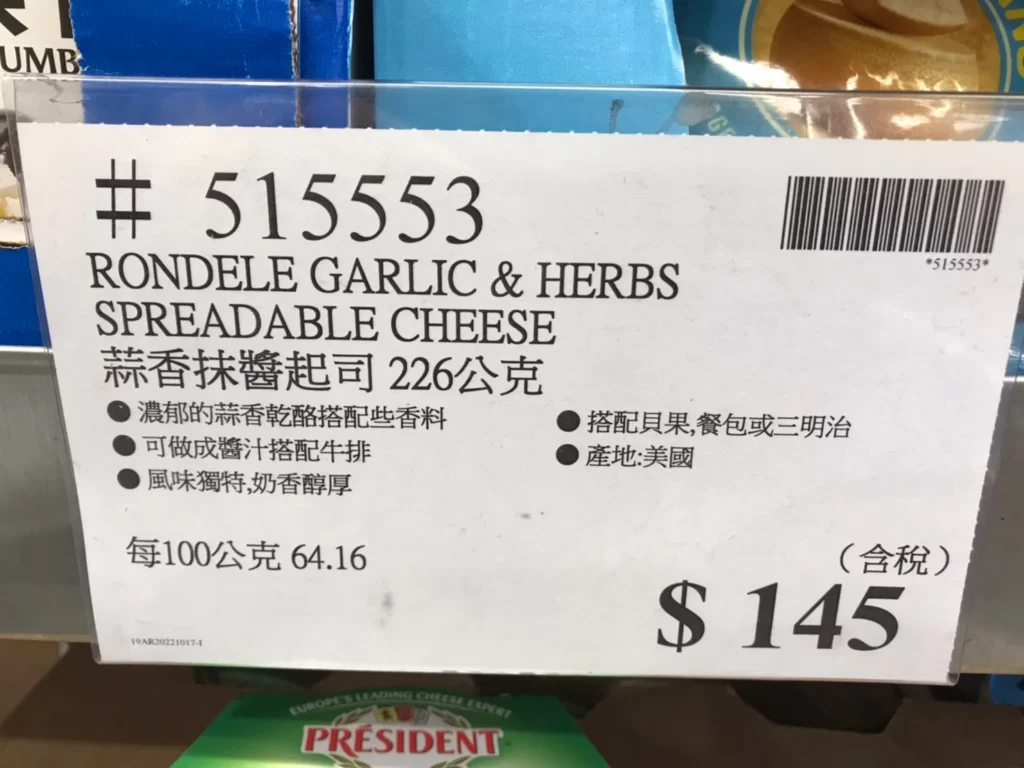 UMB
# 515553
*515553*
RONDELE GARLIC & HERBS
SPREADABLE CHEESE
蒜香抹醬起司 226公克
● 濃郁的蒜香乾酪搭配些香料
● 可做成醬汁搭配牛排
● 風味獨特,奶香醇厚
● 搭配貝果,餐包或三明治
● 產地:美國
每100公克 64.16
(含稅)
$ 145
19AR20221017-I
EUROPE'S LEADING CHEESE EXPERT
PRÉSIDENT